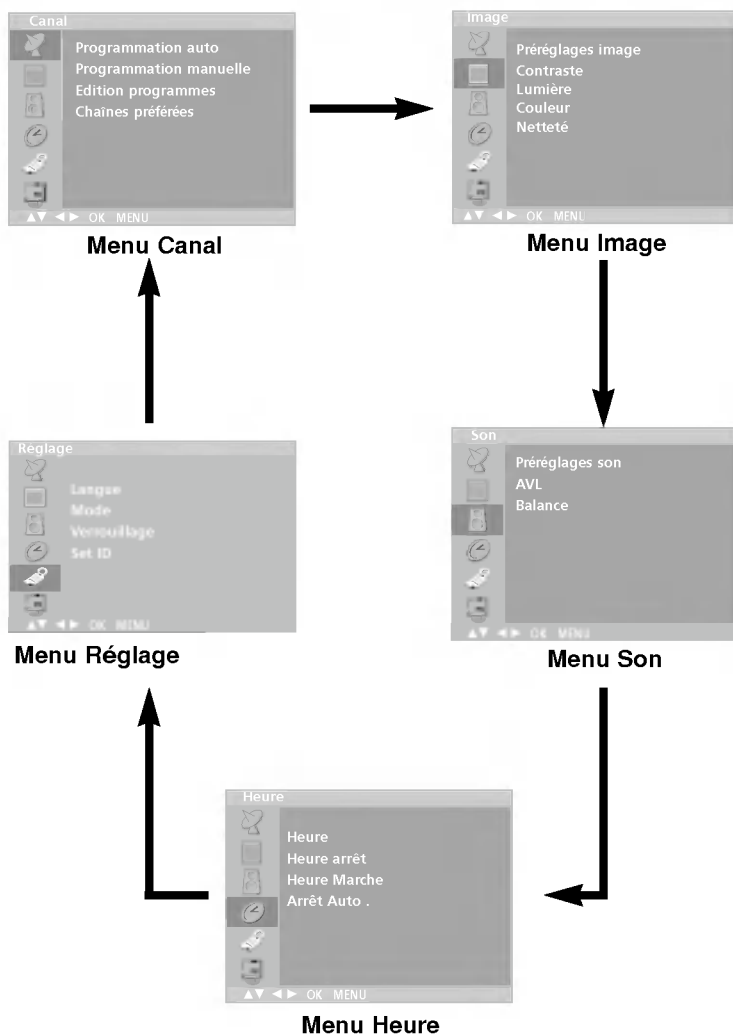 Canal
Programmation auto
Programmation manuelle
Edition programmes
Chaînes préférées
▲▼ ◄► OK MENU
Menu Canal
Image
Préréglages image
Contraste
Lumière
Couleur
Netteté
▲▼ ◄► OK MENU
Menu Image
Réglage
Langue
Mode
Verrouillage
Set ID
▲▼ ◄► OK MENU
Menu Réglage
Son
Préréglages son
AVL
Balance
▲▼ ◄► OK MENU
Menu Son
Heure
Heure
Heure arrêt
Heure Marche
Arrêt Auto .
▲▼ ◄► OK MENU
Menu Heure